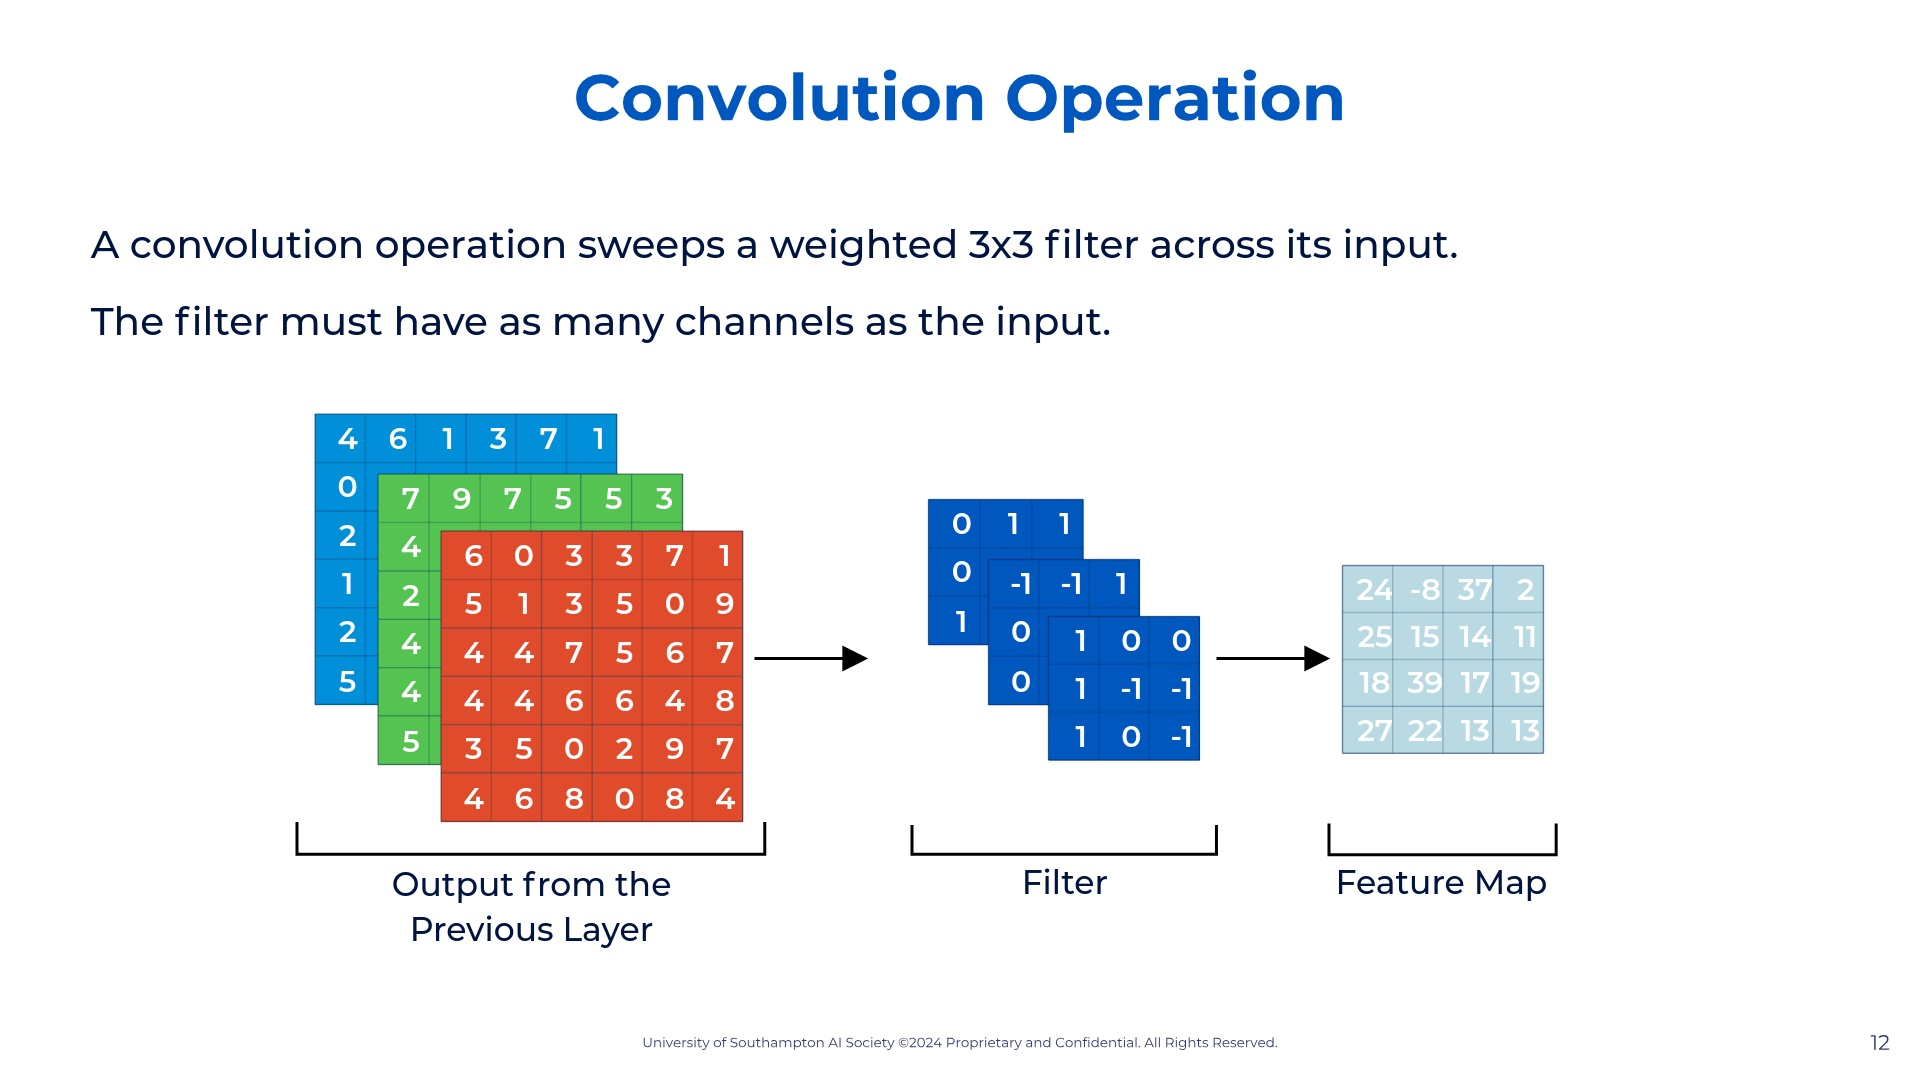 Convolution Operation
A convolution operation sweeps a weighted 3x3 filter across its input.
The filter must have as many channels as the input.
4 6 1 3 7 1
0
2
1
2
5
7 9 7 5 5 3
4
2
4
4
5
6 0 3 3 7 1
5 1 3 5 0 9
4 4 7 5 6 7
4 4 6 6 4 8
3 5 0 2 9 7
4 6 8 0 8 4
Output from the
Previous Layer
0 1 1
0
1
-1 -1 1
0
0
1 0 0
1 -1 -1
1 0 -1
Filter
24 -8 37 2
25 15 14 11
18 39 17 19
27 22 13 13
Feature Map
University of Southampton AI Society ©2024 Proprietary and Confidential. All Rights Reserved.
12